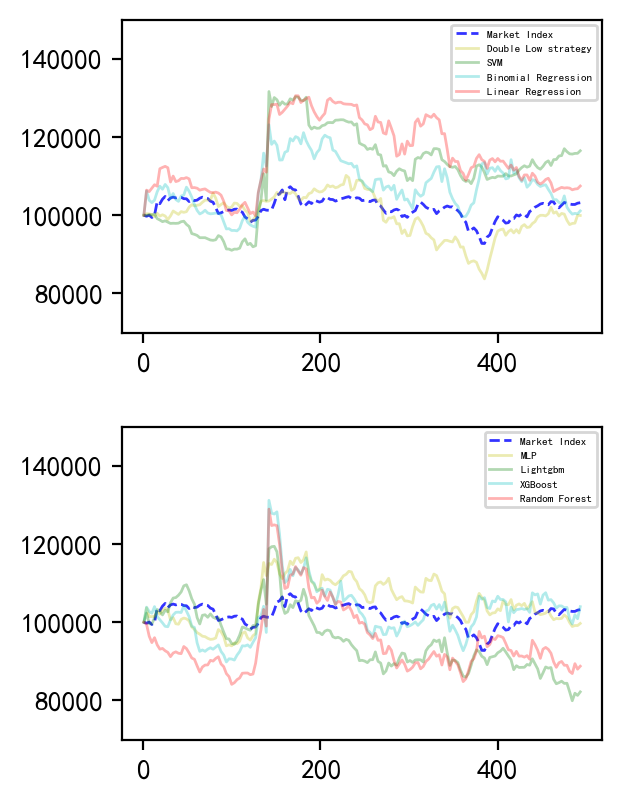 140000
120000
100000
80000
0
200
400
Market Index
Double Low strategy
SVM
Binomial Regression
Linear Regression
140000
120000
100000
80000
0
200
400
Market Index
MLP
Lightgbm
XGBoost
Random Forest